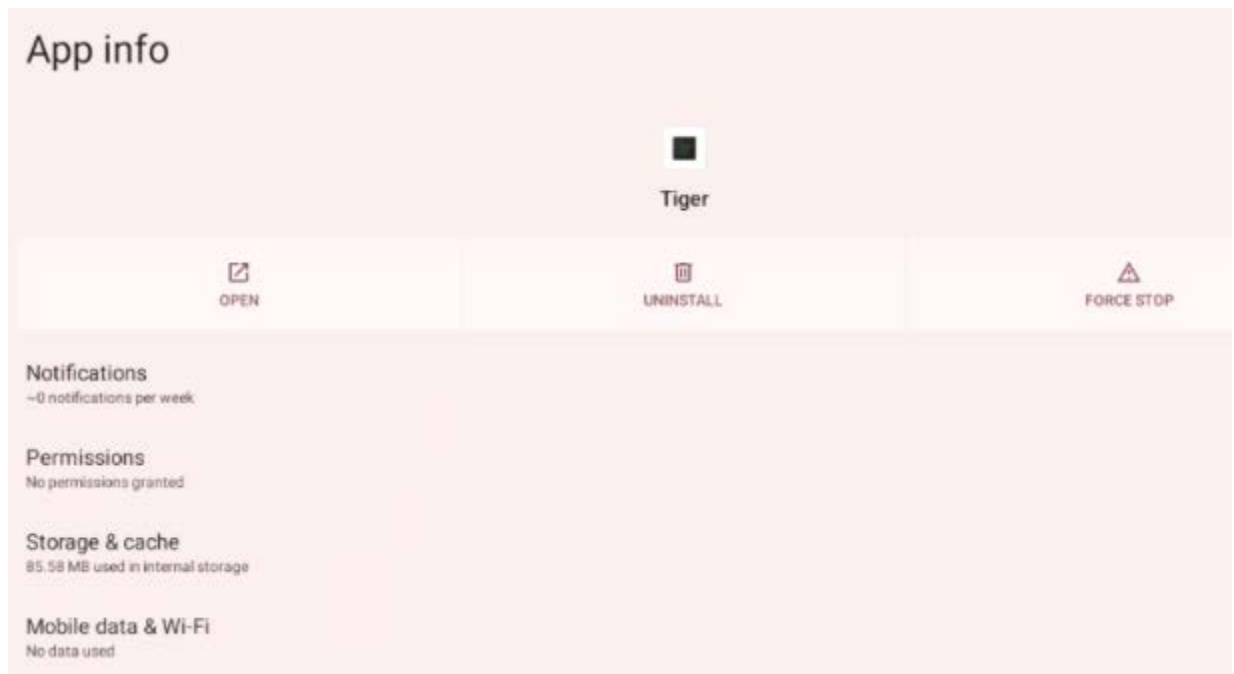 App info
Tiger
OPEN
UNINSTALL
FORCE STOP
Notifications
~0 notifications per week
Permissions
No permissions granted
Storage & cache
85.58 MB used in internal storage
Mobile data & Wi-Fi
No data used